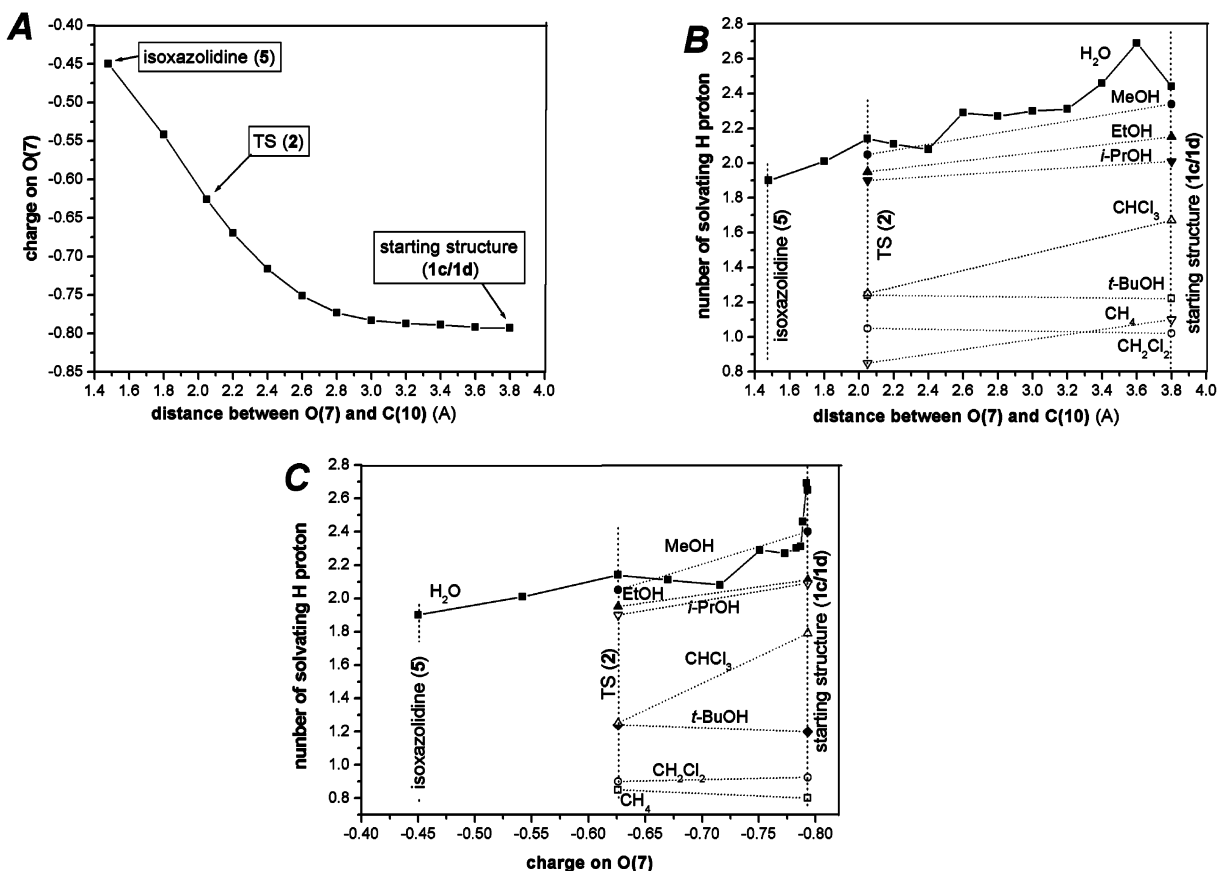 A
-0.40
-0.45
-0.50
-0.55
-0.60
-0.65
-0.70
-0.75
-0.80
-0.85
charge on O(7)
isoxazolidine (5)
TS (2)
starting structure
(1c/1d)
1.4 1.6 1.8 2.0 2.2 2.4 2.6 2.8 3.0 3.2 3.4 3.6 3.8 4.0
distance between O(7) and C(10) (A)
B
2.8
2.6
2.4
2.2
2.0
1.8
1.6
1.4
1.2
1.0
0.8
nunber of solvating H proton
H2O
MeOH
EtOH
i-PrOH
CHCl3
t-BuOH
CH4
CH2Cl2
isoxazolidine (5)
TS (2)
starting structure (1c/1d)
1.4 1.6 1.8 2.0 2.2 2.4 2.6 2.8 3.0 3.2 3.4 3.6 3.8 4.0
distance between O(7) and C(10) (A)
C
2.8
2.6
2.4
2.2
2.0
1.8
1.6
1.4
1.2
1.0
0.8
nunber of solvating H proton
H2O
MeOH
EtOH
i-PrOH
CHCl3
t-BuOH
CH2Cl2
CH4
isoxazolidine (5)
TS (2)
starting structure (1c/1d)
-0.40 -0.45 -0.50 -0.55 -0.60 -0.65 -0.70 -0.75 -0.80
charge on O(7)